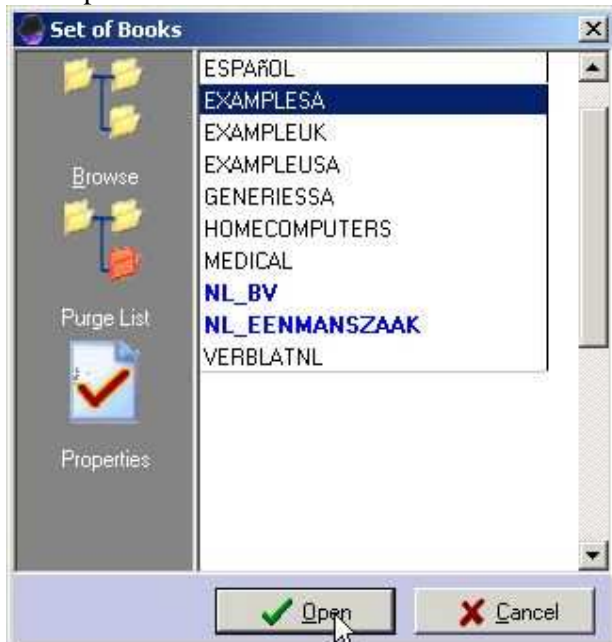 Set of Books
Browse
Purge List
Properties
ESPAñOL
EXAMPLESA
EXAMPLEUK
EXAMPLEUSA
GENERIESSA
HOMECOMPUTERS
MEDICAL
NL_BV
NL_EENMANSZAAK
VERBLATNL
Open
Cancel